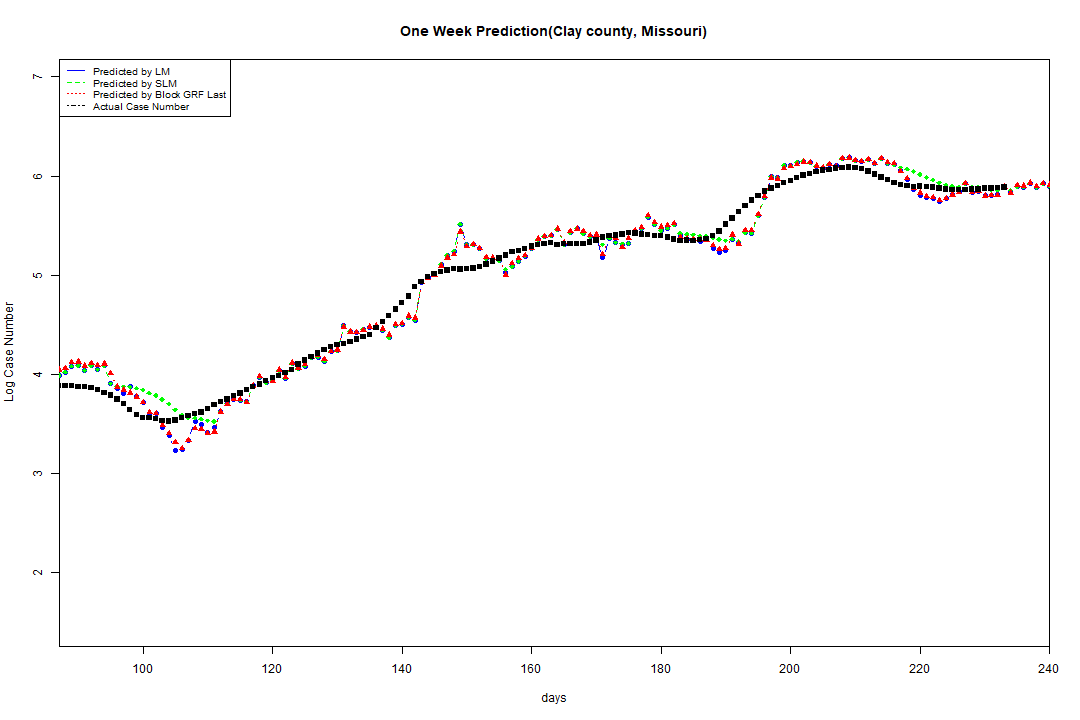 One Week Prediction(Clay county, Missouri)
Predicted by LM
Predicted by SLM
Predicted by Block GRF Last
Actual Case Number
7
6
5
4
3
2
Log Case Number
100 120 140 160 180 200 220 240
days